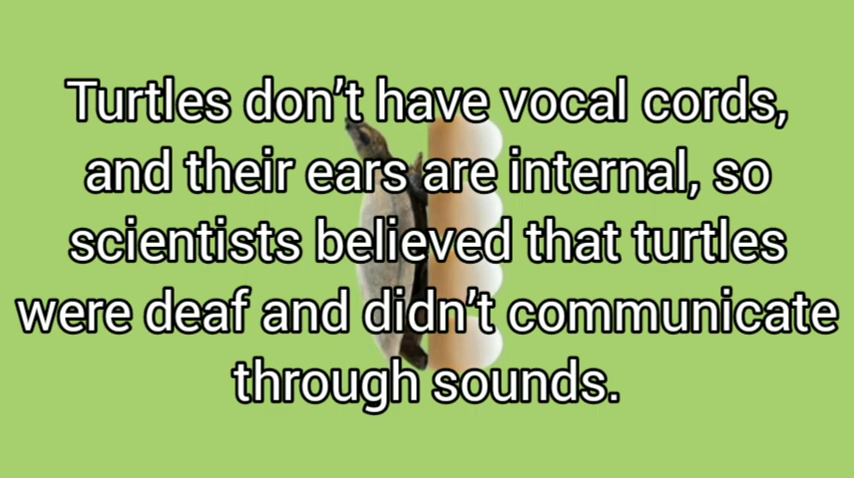 Turtles don’t have vocal cords,
and their ears are internal, so
scientists believed that turtles
were deaf and didn’t communicate
through sounds.